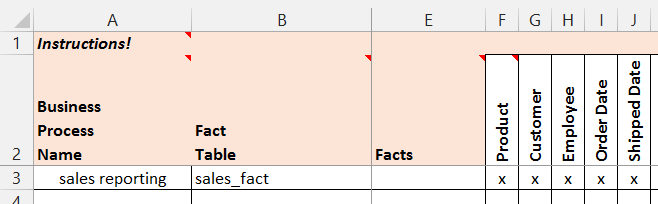 A B E F G H I J
1 Instructions!
Business
Process Fact
2 Name Table Facts Product Customer Employee Order Date Shipped Date
3 sales reporting sales_fact x x x x x
4